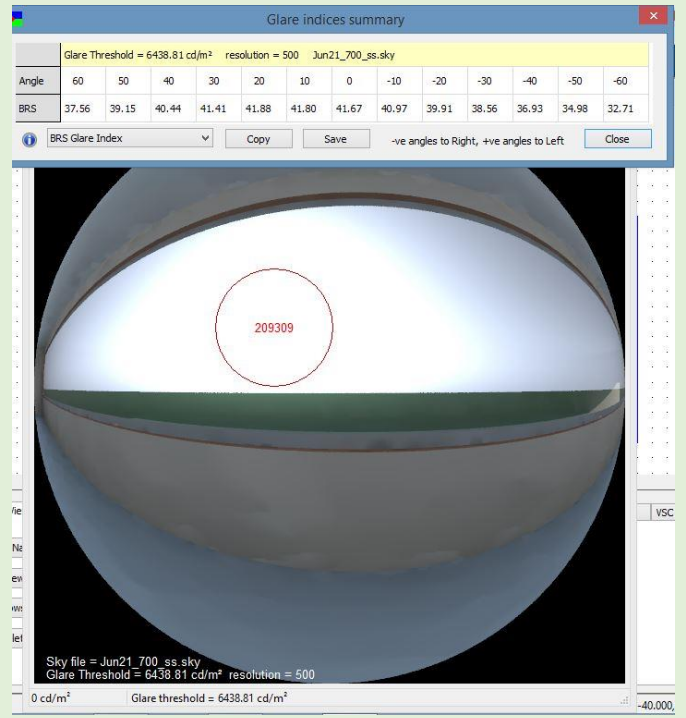 Glare indices summary
Glare Threshold = 6438.81 cd/m² resolution = 500 Jun21_700_ss.sky
Angle 60 50 40 30 20 10 0 -10 -20 -30 -40 -50 -60
BRS 37.56 39.15 40.44 41.41 41.88 41.80 41.67 40.97 39.91 38.56 36.93 34.98 32.71
BRS Glare Index Copy Save -ve angles to Right, +ve angles to Left Close
209309
VSC
Sky file = Jun21_700_ss.sky
Glare Threshold = 6438.81 cd/m² resolution = 500
0 cd/m² Glare threshold = 6438.81 cd/m²
-40.000,